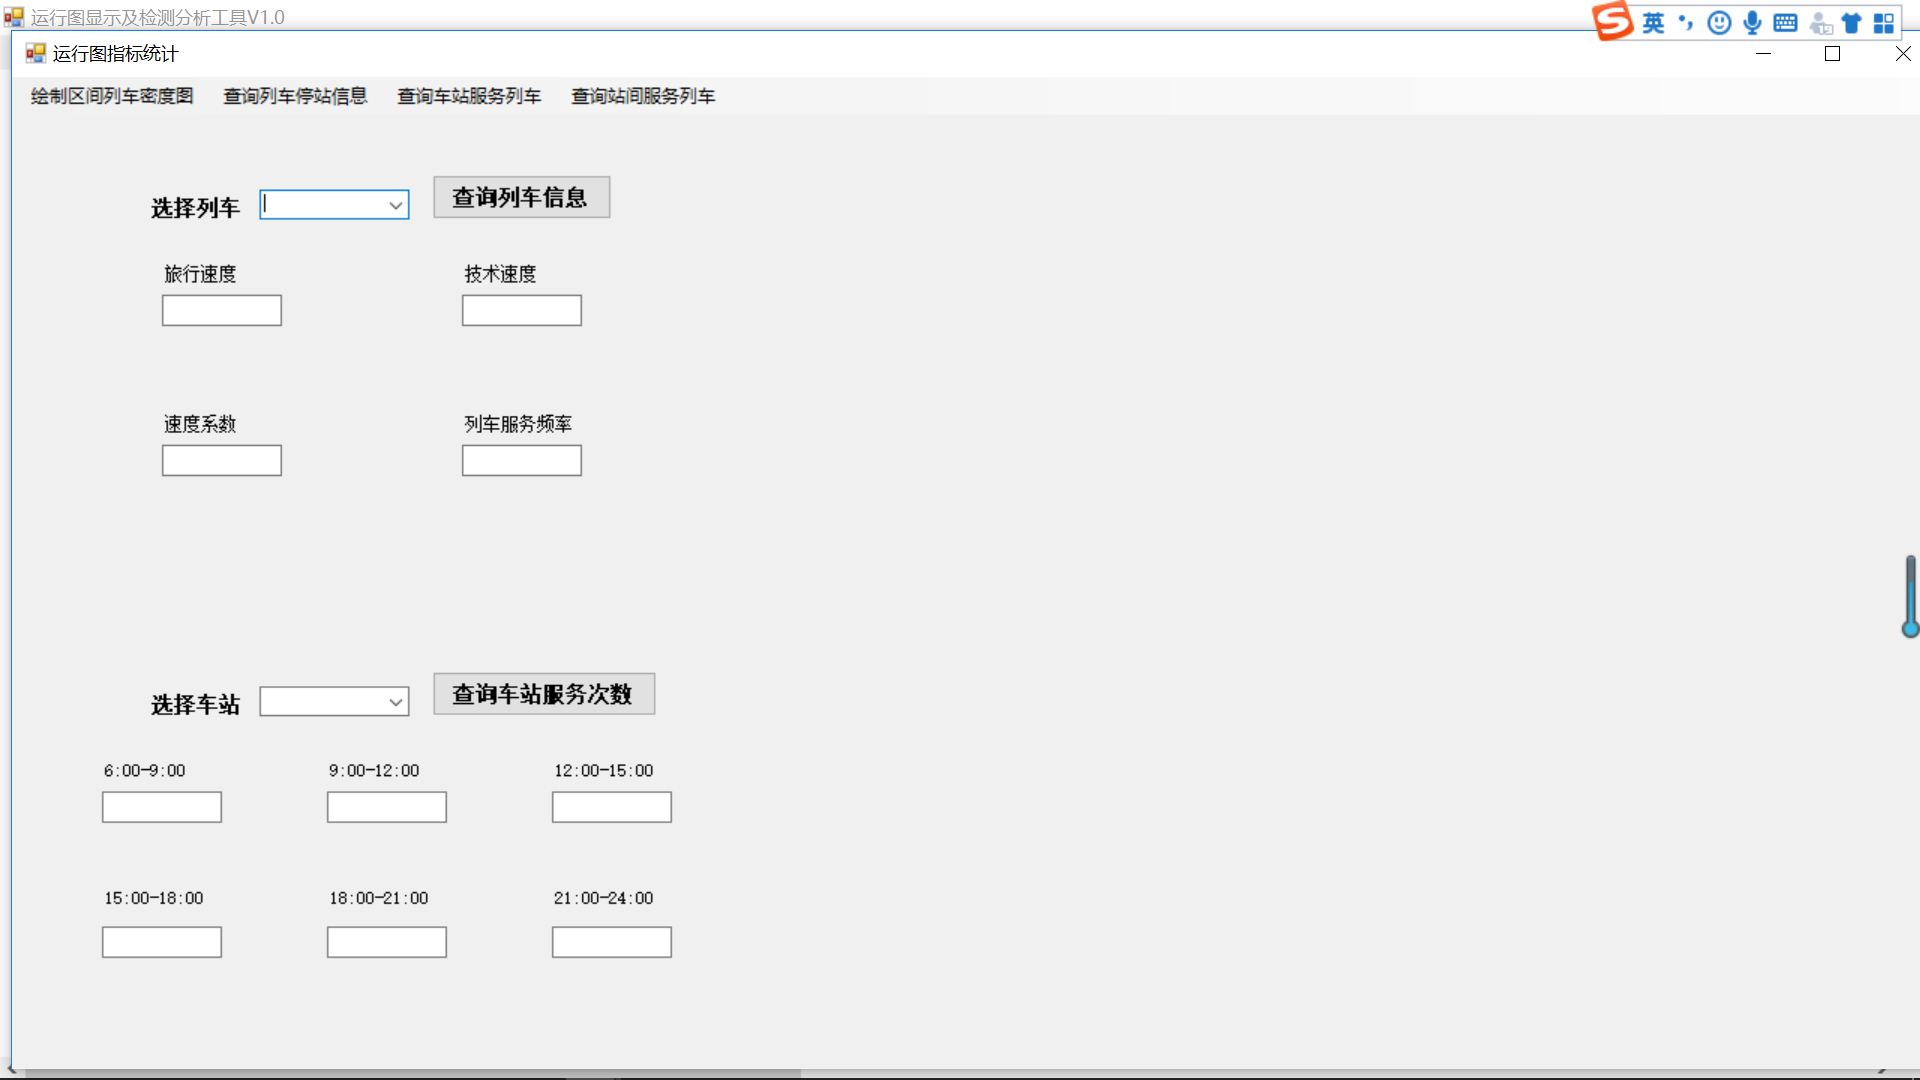 运行图显示及检测分析工具V1.0
英
运行图指标统计
绘制区间列车密度图 查询列车停站信息 查询车站服务列车 查询站间服务列车
选择列车 查询列车信息
旅行速度 技术速度
速度系数 列车服务频率
选择车站 查询车站服务次数
6:00-9:00 9:00-12:00 12:00-15:00
15:00-18:00 18:00-21:00 21:00-24:00